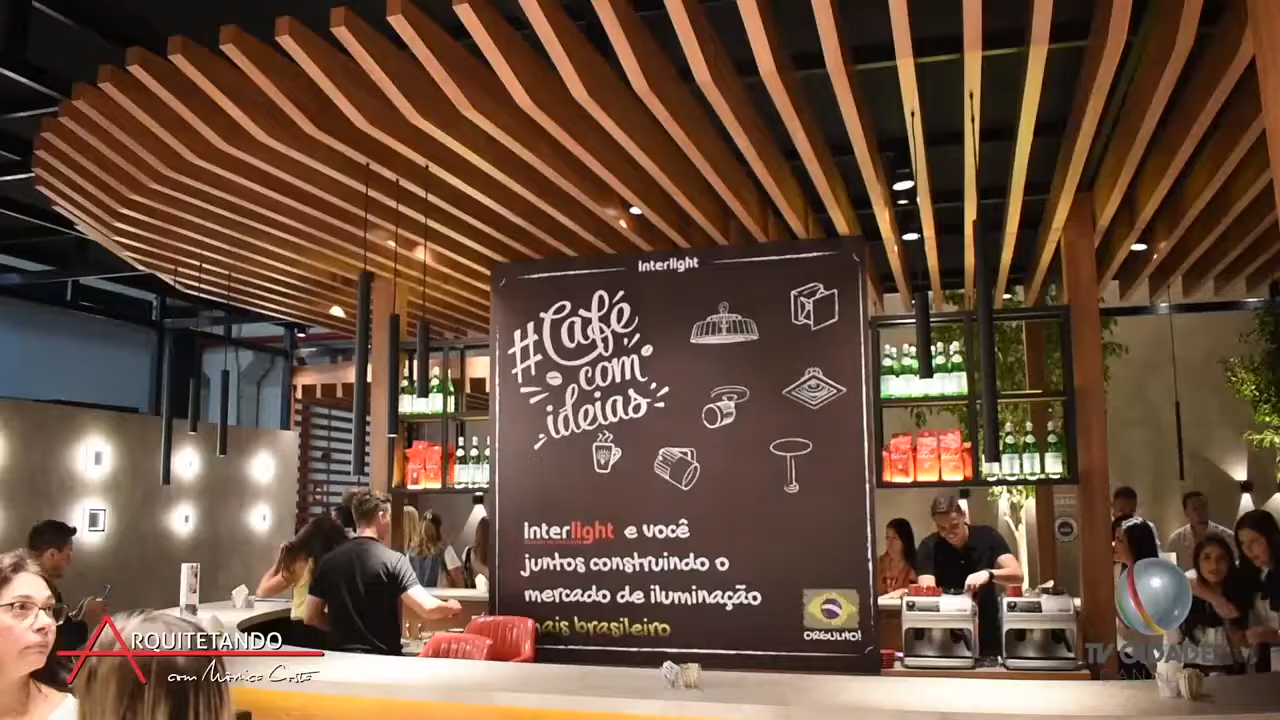 Interlight
#Café
com
ideias
interlight e você
juntos construindo o
mercado de iluminação
mais brasileiro
ORGULHO!
ARQUITETANDO
com Mônica Costa
TV CIDADE